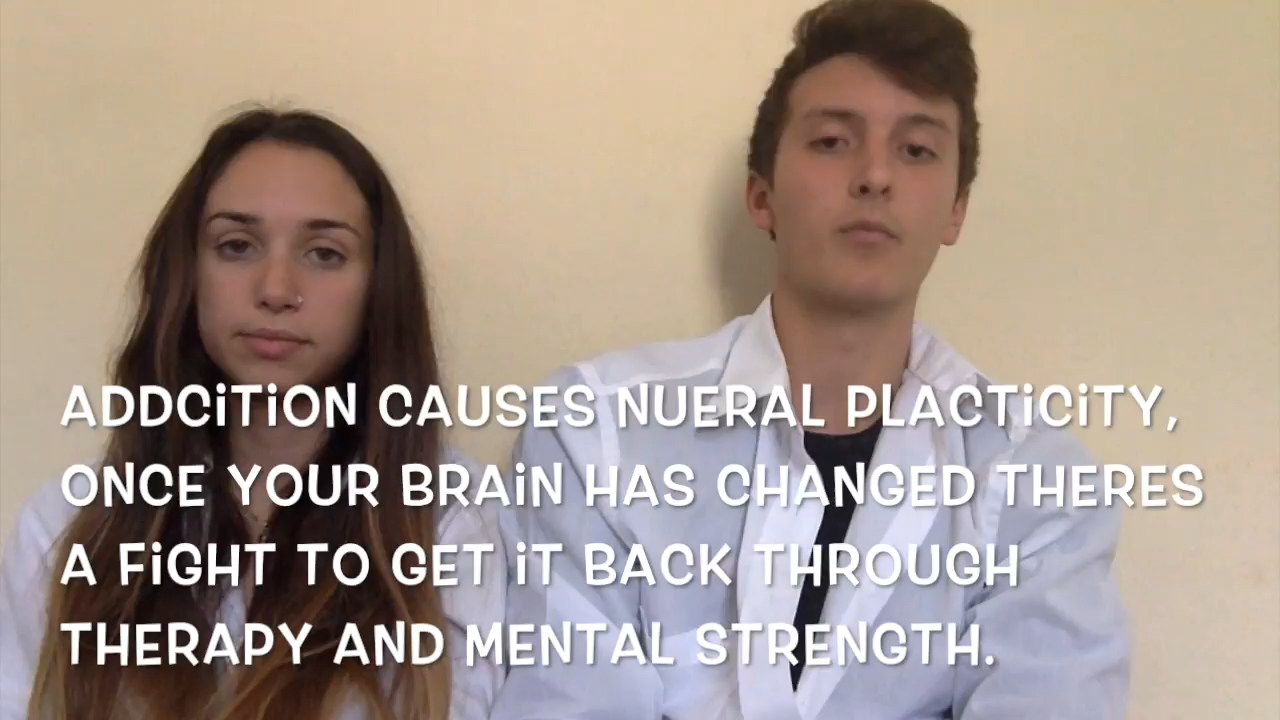 ADDCiTiON CAUSES NUERAL PLACTiCiTY,
ONCE YOUR BRAiN HAS CHANGED THERES
A FiGHT TO GET iT BACK THROUGH
THERAPY AND MENTAL STRENGTH.